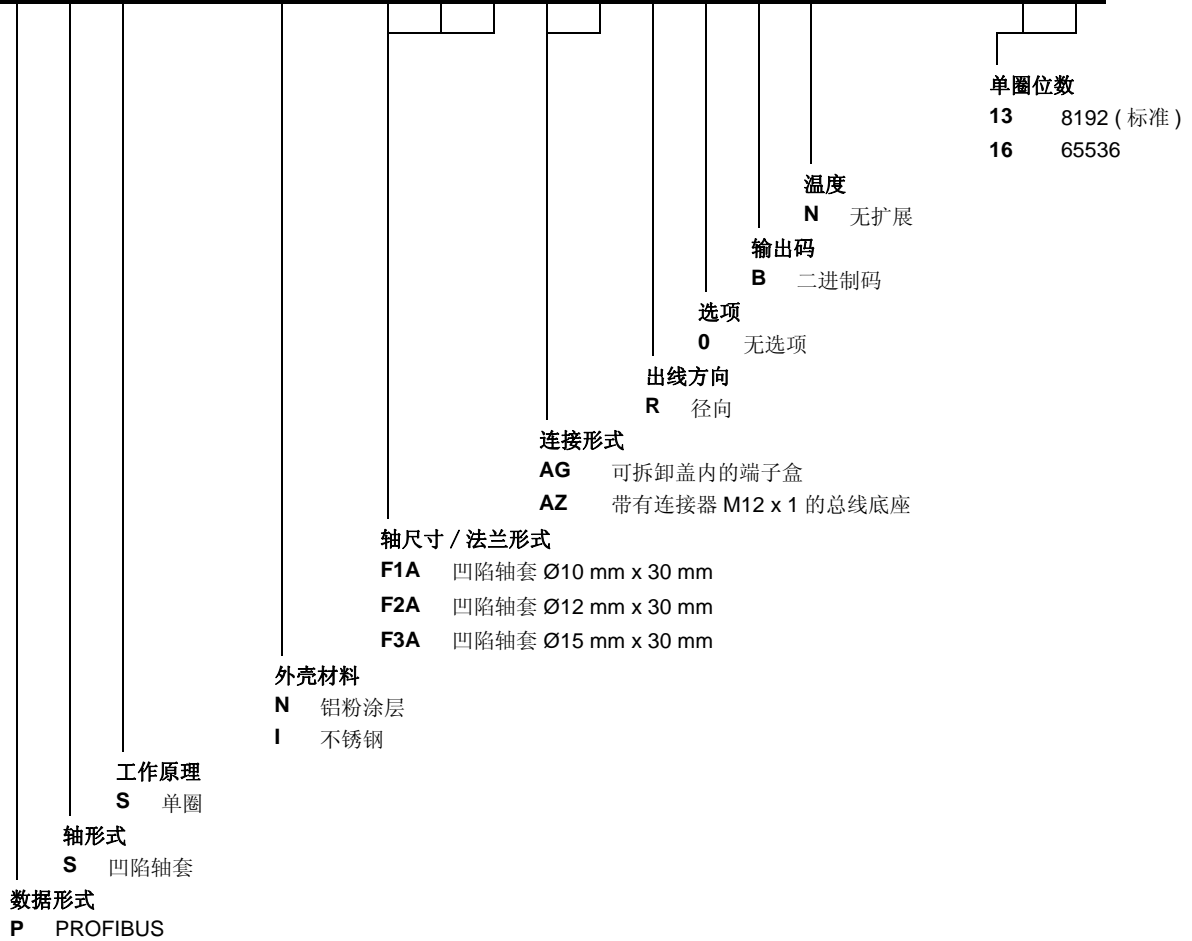 单圈位数
13 8192 ( 标准 )
16 65536
温度
N 无扩展
输出码
B 二进制码
选项
0 无选项
出线方向
R 径向
连接形式
AG 可拆卸盖内的端子盒
AZ 带有连接器 M12 x 1 的总线底座
轴尺寸 / 法兰形式
F1A 凹陷轴套 Ø10 mm x 30 mm
F2A 凹陷轴套 Ø12 mm x 30 mm
F3A 凹陷轴套 Ø15 mm x 30 mm
外壳材料
N 铝粉涂层
I 不锈钢
工作原理
S 单圈
轴形式
S 凹陷轴套
数据形式
P PROFIBUS